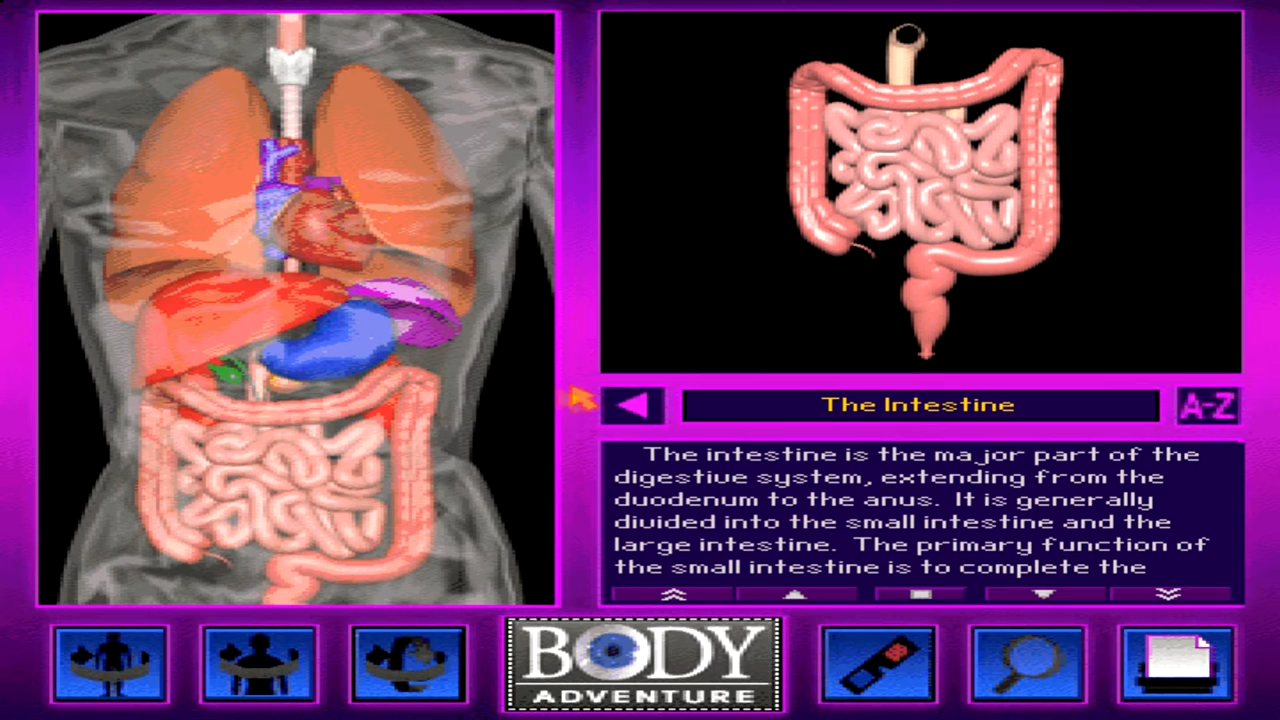 The Intestine
A-Z
The intestine is the major part of the
digestive system, extending from the
duodenum to the anus. It is generally
divided into the small intestine and the
large intestine. The primary function of
the small intestine is to complete the
BODY
ADVENTURE